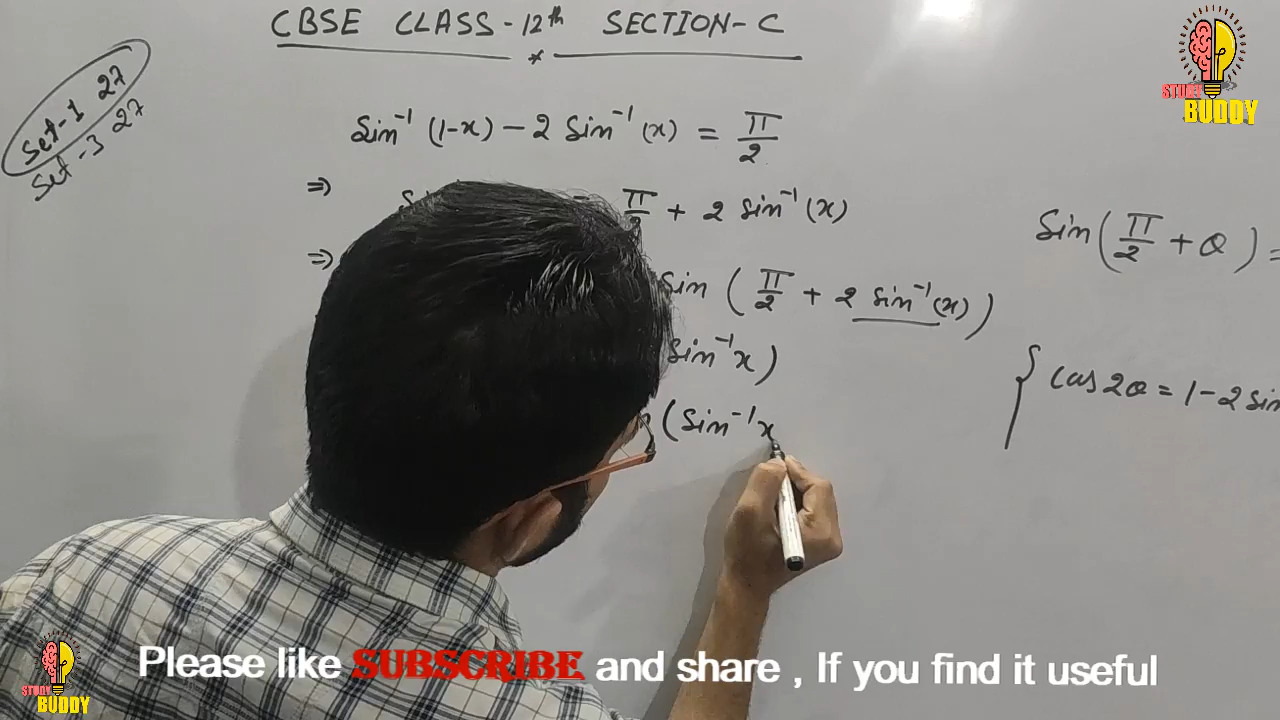 CBSE CLASS-12th SECTION-C
Set-1 27
Set-3 27
Sin⁻¹(1-x) - 2 Sin⁻¹(x) = π/2
⇒ π/2 + 2 Sin⁻¹(x)
⇒ Sin(π/2 + 2 Sin⁻¹(x))
Sin⁻¹x)
(Sin⁻¹x
Sin(π/2 + θ) =
{ Cos2θ = 1-2 Sin
STUDY BUDDY
STUDY BUDDY
Please like SUBSCRIBE and share , If you find it useful